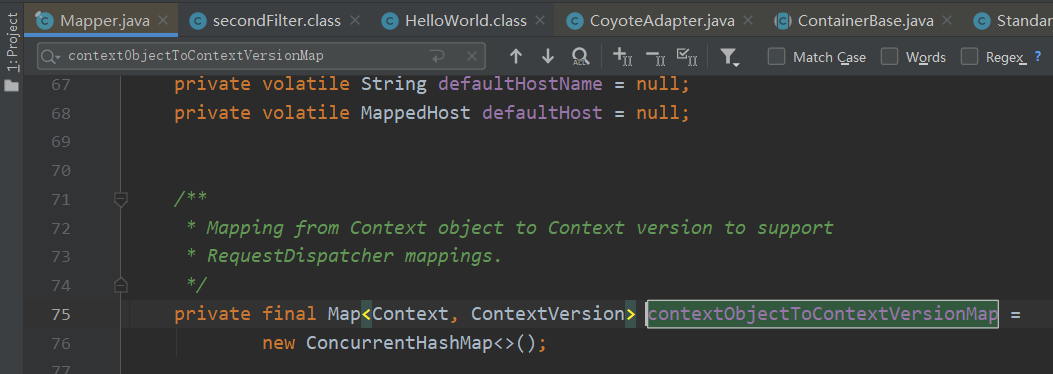 1: Project
Mapper.java × secondFilter.class × HelloWorld.class × CoyoteAdapter.java × ContainerBase.java × Standar
contextObjectToContextVersionMap Match Case Words Regex ?
67 private volatile String defaultHostName = null;
68 private volatile MappedHost defaultHost = null;
69
70
71 /**
72 * Mapping from Context object to Context version to support
73 * RequestDispatcher mappings.
74 */
75 private final Map<Context, ContextVersion> contextObjectToContextVersionMap =
76 new ConcurrentHashMap<>();
77